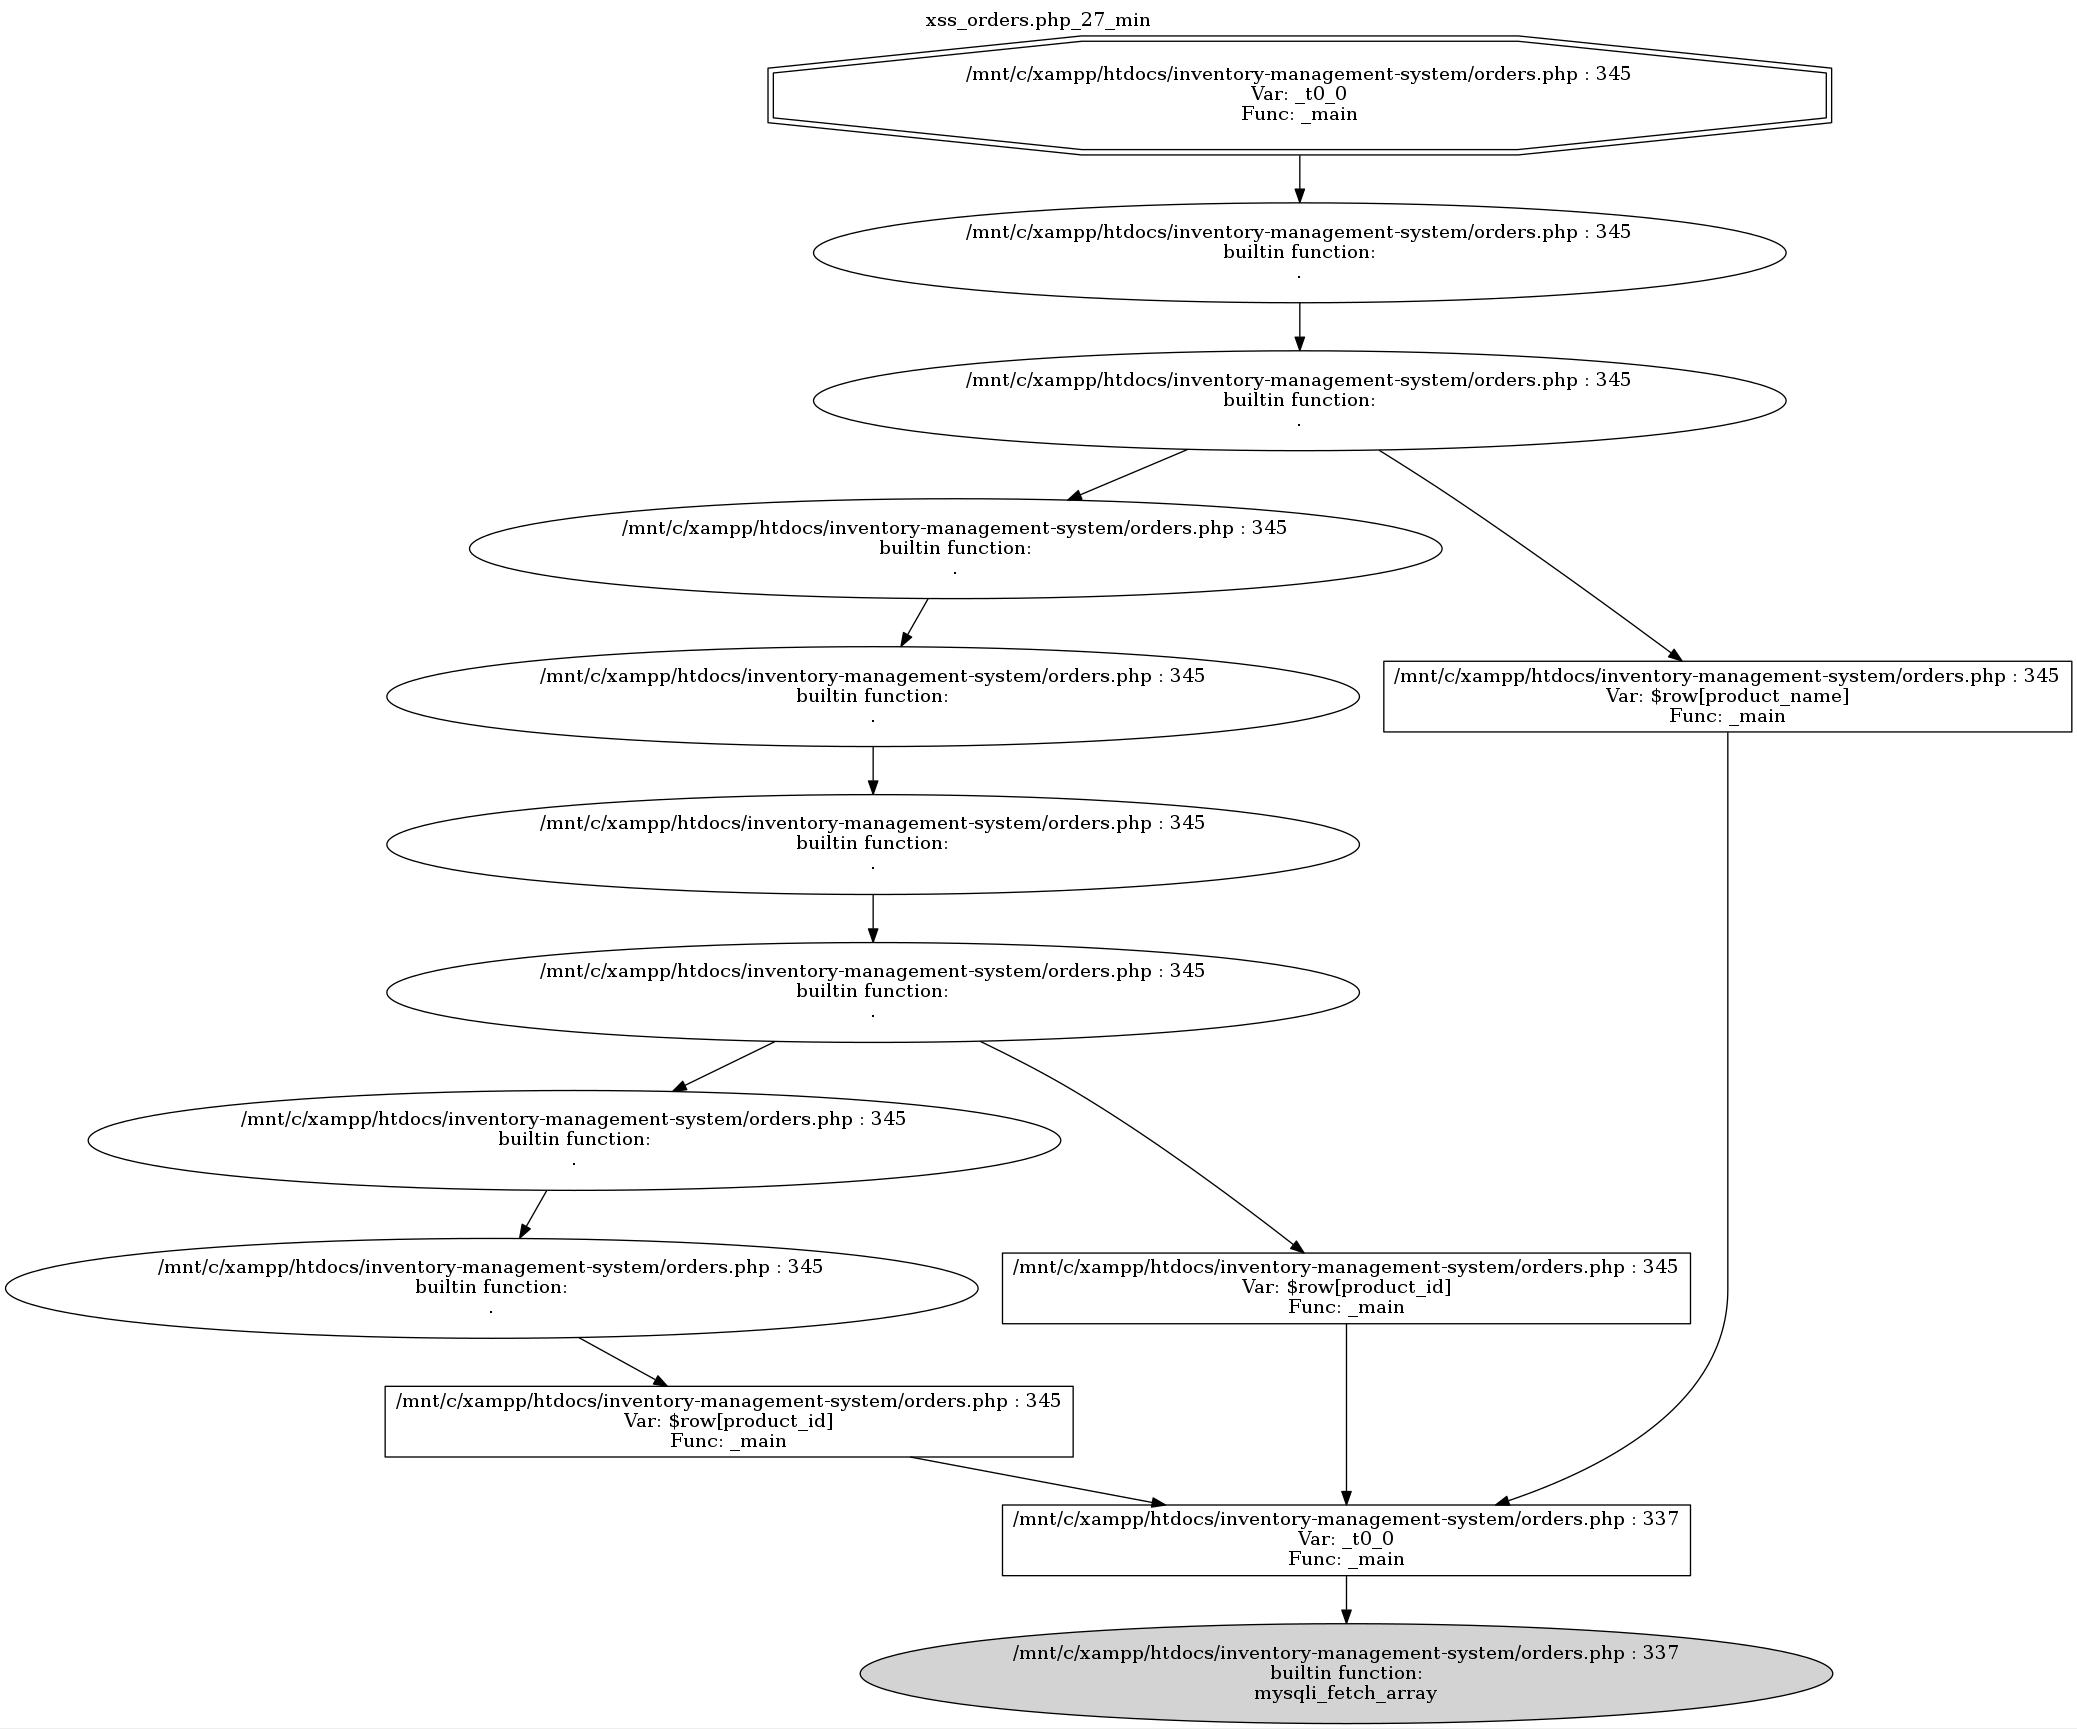 xss_orders.php_27_min
/mnt/c/xampp/htdocs/inventory-management-system/orders.php : 345
Var: _t0_0
Func: _main
/mnt/c/xampp/htdocs/inventory-management-system/orders.php : 345
builtin function:
.
/mnt/c/xampp/htdocs/inventory-management-system/orders.php : 345
builtin function:
.
/mnt/c/xampp/htdocs/inventory-management-system/orders.php : 345
builtin function:
.
/mnt/c/xampp/htdocs/inventory-management-system/orders.php : 345
builtin function:
.
/mnt/c/xampp/htdocs/inventory-management-system/orders.php : 345
Var: $row[product_name]
Func: _main
/mnt/c/xampp/htdocs/inventory-management-system/orders.php : 345
builtin function:
.
/mnt/c/xampp/htdocs/inventory-management-system/orders.php : 345
builtin function:
.
/mnt/c/xampp/htdocs/inventory-management-system/orders.php : 345
builtin function:
.
/mnt/c/xampp/htdocs/inventory-management-system/orders.php : 345
builtin function:
.
/mnt/c/xampp/htdocs/inventory-management-system/orders.php : 345
Var: $row[product_id]
Func: _main
/mnt/c/xampp/htdocs/inventory-management-system/orders.php : 345
Var: $row[product_id]
Func: _main
/mnt/c/xampp/htdocs/inventory-management-system/orders.php : 337
Var: _t0_0
Func: _main
/mnt/c/xampp/htdocs/inventory-management-system/orders.php : 337
builtin function:
mysqli_fetch_array